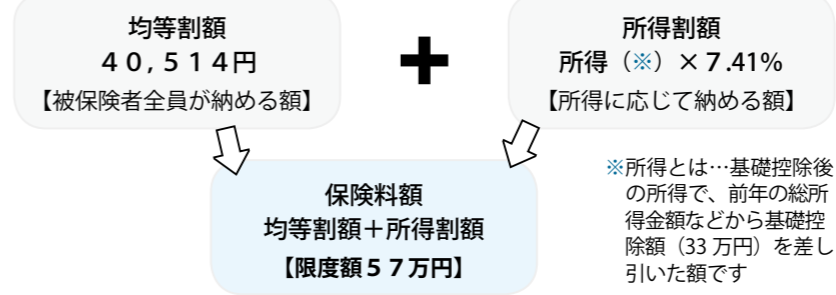 均等割額
40,514円
【被保険者全員が納める額】
+
所得割額
所得(※)×7.41%
【所得に応じて納める額】
保険料額
均等割額+所得割額
【限度額57万円】
※所得とは…基礎控除後
の所得で、前年の総所
得金額などから基礎控
除額(33万円)を差し
引いた額です